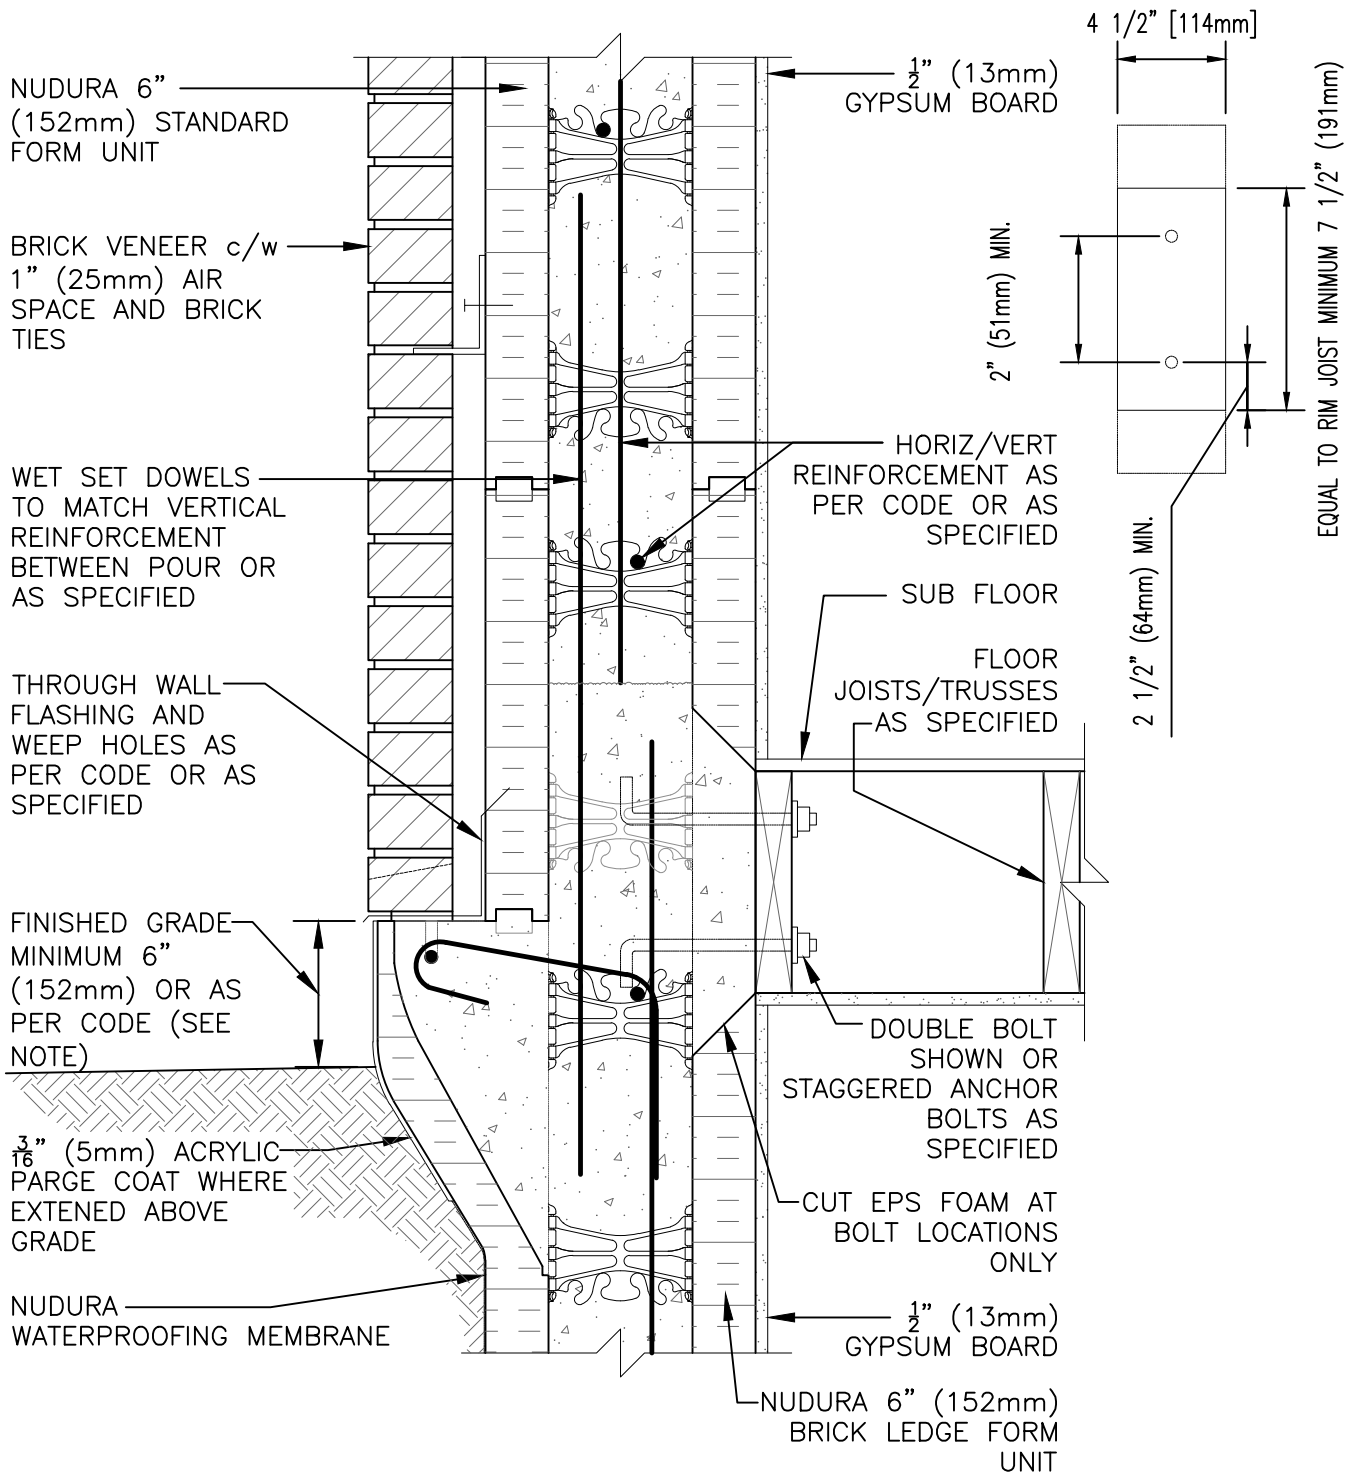 NUDURA 6"
(152mm) STANDARD
FORM UNIT
BRICK VENEER c/w
1" (25mm) AIR
SPACE AND BRICK
TIES
WET SET DOWELS
TO MATCH VERTICAL
REINFORCEMENT
BETWEEN POUR OR
AS SPECIFIED
THROUGH WALL
FLASHING AND
WEEP HOLES AS
PER CODE OR AS
SPECIFIED
FINISHED GRADE
MINIMUM 6"
(152mm) OR AS
PER CODE (SEE
NOTE)
3/16" (5mm) ACRYLIC
PARGE COAT WHERE
EXTENED ABOVE
GRADE
NUDURA
WATERPROOFING MEMBRANE
1/2" (13mm)
GYPSUM BOARD
HORIZ/VERT
REINFORCEMENT AS
PER CODE OR AS
SPECIFIED
SUB FLOOR
FLOOR
JOISTS/TRUSSES
AS SPECIFIED
DOUBLE BOLT
SHOWN OR
STAGGERED ANCHOR
BOLTS AS
SPECIFIED
CUT EPS FOAM AT
BOLT LOCATIONS
ONLY
1/2" (13mm)
GYPSUM BOARD
NUDURA 6" (152mm)
BRICK LEDGE FORM
UNIT
4 1/2" [114mm]
2" (51mm) MIN.
2 1/2" (64mm) MIN.
EQUAL TO RIM JOIST MINIMUM 7 1/2" (191mm)